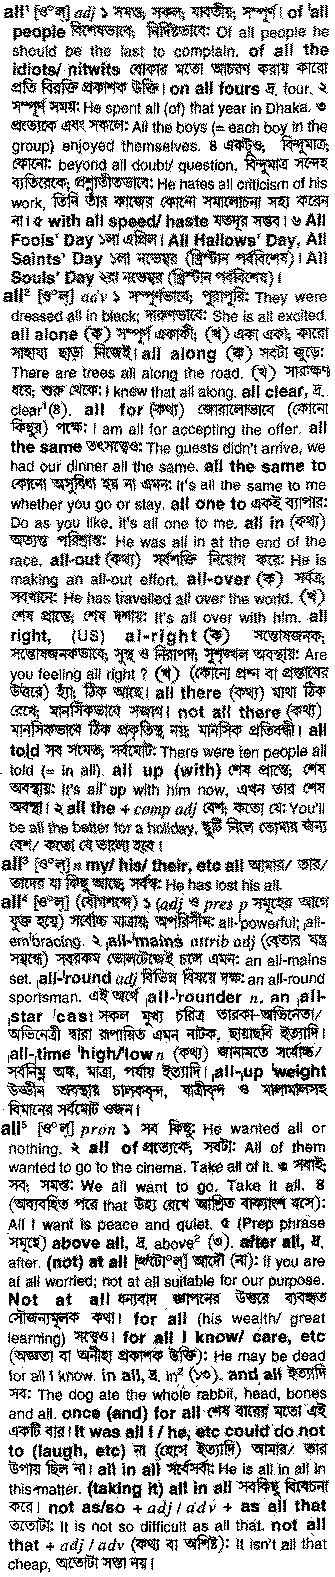 all¹ [ও°ল্] adj ১ সমস্ত; সকল; যাবতীয়; সম্পূর্ণ। of 'all
people বিশেষভাবে; নির্দিষ্টভাবে: Of all people he
should be the last to complain. of all the
idiots/ nitwits বোকার মতো আচরণ করায় কারো
প্রতি বিরক্তি প্রকাশক উক্তি। on all fours দ্র. four. ২
সম্পূর্ণ সময়: He spent all (of) that year in Dhaka. ৩
প্রত্যেকে এবং সকলে: All the boys (= each boy in the
group) enjoyed themselves. ৪ একটুও; বিন্দুমাত্র;
কোনো: beyond all doubt/ question, বিন্দুমাত্র সন্দেহ
ব্যতিরেকে; প্রশ্নাতীতভাবে: He hates all criticism of his
work, তিনি তাঁর কাজের কোনো সমালোচনা সহ্য করেন
না। ৫ with all speed/ haste যতদূর সম্ভব। ৬ All
Fools' Day ১লা এপ্রিল। All Hallows' Day, All
Saints' Day ১লা নভেম্বর (খ্রিস্টান পর্ববিশেষ)। All
Souls' Day ২রা নভেম্বর (খ্রিস্টান পর্ববিশেষ)।
all² [ও°ল্] adv ১ সম্পূর্ণভাবে; পুরোপুরি: They were
dressed all in black; দারুণভাবে: She is all excited.
all alone (ক) সম্পূর্ণ একাকী; (খ) একা একা; কারো
সাহায্য ছাড়া নিজেই। all along (ক) সবটা জুড়ে:
There are trees all along the road. (খ) সারাক্ষণ
ধরে; শুরু থেকে: I knew that all along. all clear, দ্র.
clear¹(৪). all for (কথ্য) জোরালোভাবে (কোনো
কিছুর) পক্ষে: I am all for accepting the offer. all
the same তৎসত্ত্বেও: The guests didn't arrive, we
had our dinner all the same. all the same to
কোনো অসুবিধা হয় না এমন: It's all the same to me
whether you go or stay. all one to একই ব্যাপার:
Do as you like, it's all one to me. all in (কথ্য)
অত্যন্ত পরিশ্রান্ত: He was all in at the end of the
race. all-out (কথ্য) সর্বশক্তি নিয়োগ করে: He is
making an all-out effort. all-over (ক) সর্বত্র;
সবখানে: He has travelled all over the world. (খ)
শেষ প্রান্তে; শেষ দশায়: It's all over with him. all
right, (US) al-right (ক) সন্তোষজনক;
সন্তোষজনকভাবে; সুস্থ ও নিরাপদ; সুশৃঙ্খল অবস্থায়: Are
you feeling all right ? (খ) (কোনো প্রশ্ন বা প্রস্তাবের
উত্তরে) হ্যাঁ; ঠিক আছে। all there (কথ্য) মাথা ঠিক
রেখে; মানসিকভাবে সজাগ। not all there (কথ্য)
মানসিকভাবে ঠিক প্রকৃতিস্থ নয়; মানসিক প্রতিবন্ধী। all
told সব সমেত; সর্বমোট: There were ten people all
told (= in all). all up (with) শেষ প্রান্তে; শেষ
অবস্থায়: It's all up with him now, এখন তার শেষ
অবস্থা। ২ all the + comp adj বেশ; কতো যে: You'll
be all the better for a holiday, ছুটি নিলে তোমার জন্য
বেশ/ কতো যে ভালো হবে।
all³ [ও°ল্] n my/ his/ their, etc all আমার/ তার/
তাদের যা কিছু আছে; সর্বস্ব: He has lost his all.
all⁴ [ও°ল্] (যৌগশব্দে) ১ (adj ও pres p সমূহের আগে
যুক্ত হয়ে) সর্বোচ্চ মাত্রায়; অপরিসীম: all-'powerful; ˌall-
em'bracing. ২ ˌall-'mains attrib adj (বেতার যন্ত্র
সম্বন্ধে) সবরকম ভোল্টেজেই চলে এমন: an all-mains
set. ˌall-'round adj বিভিন্ন বিষয়ে দক্ষ: an all-round
sportsman. এই অর্থে ˌall-'rounder n. an ˌall-
star 'cast সকল মুখ্য চরিত্র তারকা-অভিনেতা/
অভিনেত্রী দ্বারা রূপায়িত এমন নাটক, ছায়াছবি ইত্যাদি।
ˌall-time 'high/'low n (কথ্য) জানামতে সর্বোচ্চ/
সর্বনিম্ন অঙ্ক, মাত্রা, পর্যায় ইত্যাদি। ˌall-up 'weight
উড্ডীন অবস্থায় চালকবৃন্দ, যাত্রীবৃন্দ ও মালামালসহ
বিমানের সর্বমোট ওজন।
all⁵ [ও°ল্] pron ১ সব কিছু: He wanted all or
nothing. ২ all of প্রত্যেকে; সবটা: All of them
wanted to go to the cinema. Take all of it. ৩ সবাই;
সব; সমস্ত: We all want to go. Take it all. ৪
(অব্যবহিত পরে that উহ্য রেখে আশ্রিত বাক্যাংশ বসে):
All I want is peace and quiet. ৫ (Prep phrase
সমূহে) above all, দ্র. above² (৩). after all, দ্র.
after. (not) at all আদৌ (না): If you are
at all worried; not at all suitable for our purpose.
Not at all ধন্যবাদ জ্ঞাপনের উত্তরে ব্যবহৃত
সৌজন্যমূলক কথা। for all (his wealth/ great
learning) সত্ত্বেও। for all I know/ care, etc
(অজ্ঞতা বা অনীহা প্রকাশক উক্তি): He may be dead
for all I know. in all, দ্র. in² (১৩). and all ইত্যাদি
সব: The dog ate the whole rabbit, head, bones
and all. once (and) for all শেষ বারের মতো এই
একটি বার। It was all I / he, etc could do not
to (laugh, etc) না (হেসে ইত্যাদি) আমার/ তার
উপায় ছিল না। all in all সর্বেসর্বা: He is all in all in
this matter. (taking it) all in all সবকিছু বিবেচনা
করে। not as/so + adj / adv + as all that
ততোটা: It is not so difficult as all that. not all
that + adj / adv (কথ্য বা অশিষ্ট): It isn't all that
cheap, অতোটা সস্তা নয়।